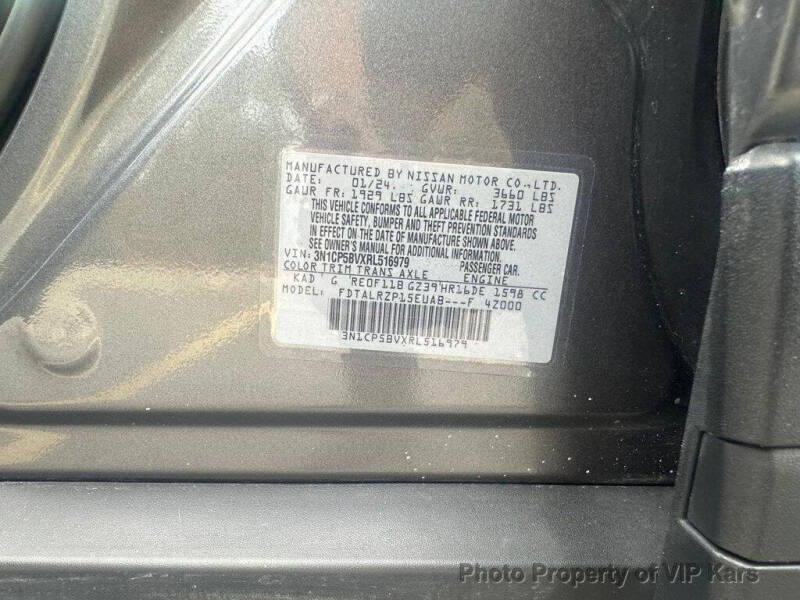 MANUFACTURED BY NISSAN MOTOR CO.,LTD.
DATE: 01/24. GVWR: 3660 LBS
GAWR FR: 1929 LBS GAWR RR: 1731 LBS
THIS VEHICLE CONFORMS TO ALL APPLICABLE FEDERAL MOTOR
VEHICLE SAFETY, BUMPER AND THEFT PREVENTION STANDARDS
IN EFFECT ON THE DATE OF MANUFACTURE SHOWN ABOVE.
SEE OWNER'S MANUAL FOR ADDITIONAL INFORMATION.
VIN: 3N1CP5BVXRL516979 PASSENGER CAR.
COLOR TRIM TRANS AXLE ENGINE
KAD G RE0F11B GZ39 HR16DE 1598 CC
MODEL: FDTALRZP15EUAB---F 4Z000
3N1CP5BVXRL516979
Photo Property of VIP Kars